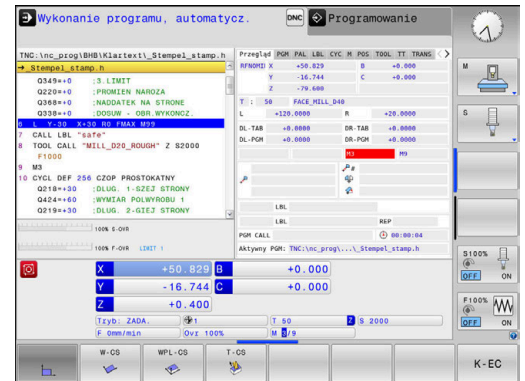 Wykonanie programu, automatycz.
DNC
Programowanie
TNC:\nc_prog\BHB\Klartext\_Stempel_stamp.h
→_Stempel_stamp.h
Q349=+0 ;3.LIMIT
Q220=+0 ;PROMIEN NAROZA
Q368=+0 ;NADDATEK NA STRONE
Q338=+0 ;DOSUW - OBR.WYKONCZ.
6 L Y-30 X+30 R0 FMAX M99
7 CALL LBL "safe"
8 TOOL CALL "MILL_D20_ROUGH" Z S2000
F1000
9 M3
10 CYCL DEF 256 CZOP PROSTOKATNY
Q218=+30 ;DLUG. 1-SZEJ STRONY
Q424=+60 ;WYMIAR POLWYROBU 1
Q219=+30 ;DLUG. 2-GIEJ STRONY
100% S-OVR
100% F-OVR LIMIT 1
Przegląd PGM PAL LBL CYC M POS TOOL TT TRANS
RFNOMI X +50.829 B +0.000
Y -16.744 C +0.000
Z -79.600
T : 50 FACE_MILL_D40
L +120.0000 R +20.0000
DL-TAB +0.0000 DR-TAB +0.0000
DL-PGM +0.0000 DR-PGM +0.0000
M3 M9
LBL
LBL REP
PGM CALL 00:00:04
Aktywny PGM: TNC:\nc_prog\...\_Stempel_stamp.h
X +50.829 B +0.000
Y -16.744 C +0.000
Z +0.400
Tryb: ZADA. 1 T 50 Z S 2000
F 0mm/min Ovr 100% M 3/9
W-CS
WPL-CS
T-CS
K-EC
M
S
S100%
OFF ON
F100%
OFF ON